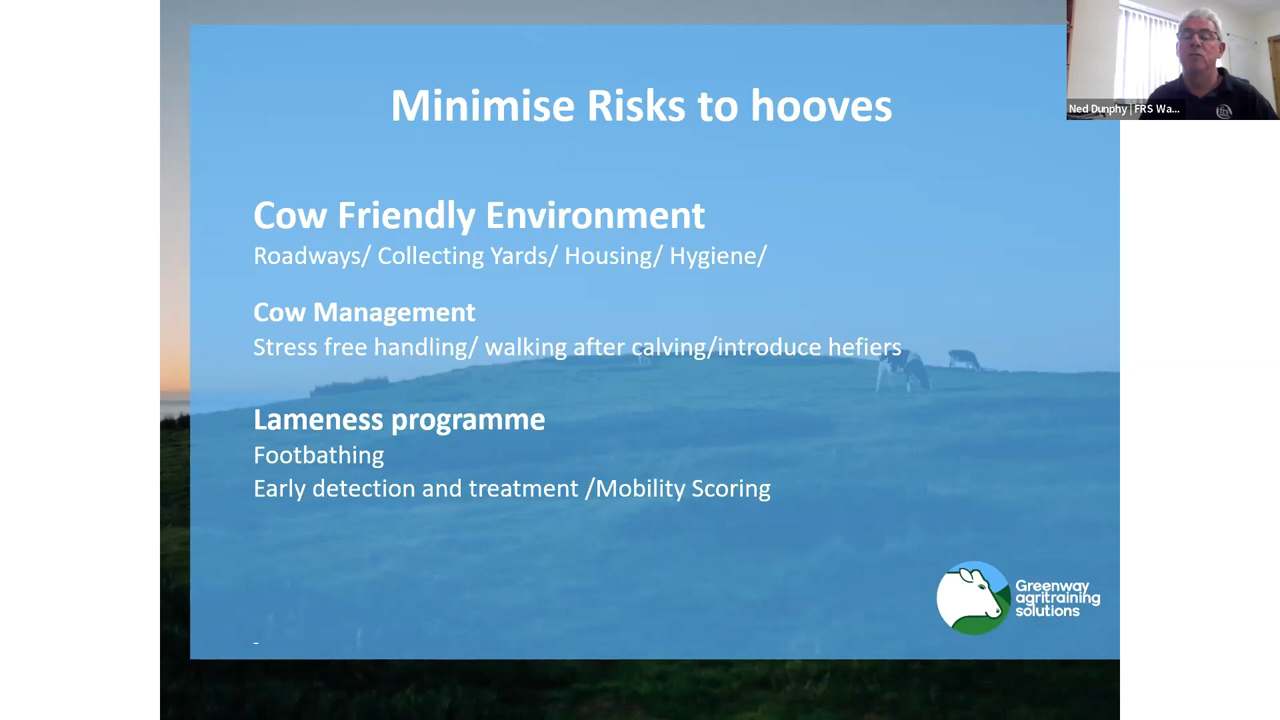 Minimise Risks to hooves
Ned Dunphy | FRS Wa...
Cow Friendly Environment
Roadways/ Collecting Yards/ Housing/ Hygiene/
Cow Management
Stress free handling/ walking after calving/introduce hefiers
Lameness programme
Footbathing
Early detection and treatment /Mobility Scoring
Greenway
agritraining
solutions
-